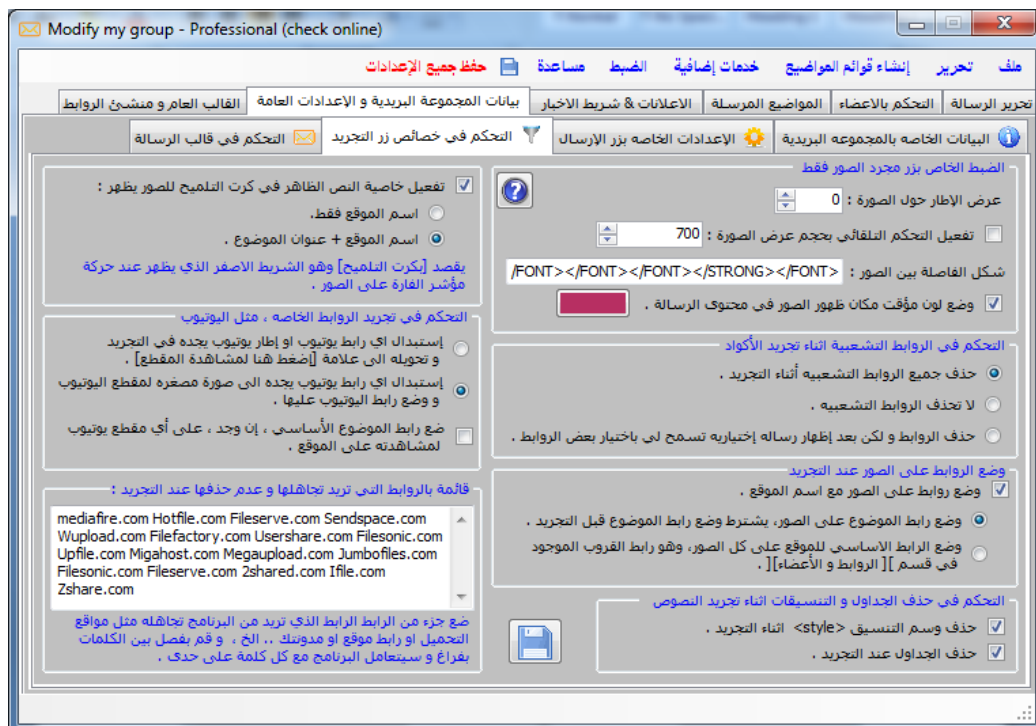 Modify my group - Professional (check online)
ملف تحرير إنشاء قوائم المواضيع خدمات إضافية الضبط مساعدة حفظ جميع الإعدادات
تحرير الرسالة التحكم بالاعضاء المواضيع المرسلة الاعلانات & شريط الاخبار بيانات المجموعة البريدية و الإعدادات العامة القالب العام و منشئ الروابط
البيانات الخاصه بالمجموعه البريدية الإعدادات الخاصه بزر الإرسال التحكم في خصائص زر التجريد التحكم في قالب الرسالة
الضبط الخاص بزر مجرد الصور فقط
عرض الإطار حول الصورة : 0
تفعيل التحكم التلقائي بحجم عرض الصورة : 700
شكل الفاصلة بين الصور : /FONT></FONT></FONT></STRONG></FONT>
وضع لون مؤقت مكان ظهور الصور في محتوى الرسالة .
التحكم في الروابط التشعبية اثناء تجريد الأكواد
حذف جميع الروابط التشعبيه أثناء التجريد .
لا تحذف الروابط التشعبيه .
حذف الروابط و لكن بعد إظهار رساله إختياريه تسمح لي باختيار بعض الروابط .
وضع الروابط على الصور عند التجريد
وضع روابط على الصور مع اسم الموقع .
وضع رابط الموضوع على الصور، يشترط وضع رابط الموضوع قبل التجريد .
وضع الرابط الاساسي للموقع على كل الصور، وهو رابط القروب الموجود
في قسم ][ الروابط و الأعضاء][ .
التحكم في حذف الجداول و التنسيقات اثناء تجريد النصوص
حذف وسم التنسيق <style> اثناء التجريد .
حذف الجداول عند التجريد .
تفعيل خاصية النص الظاهر في كرت التلميح للصور يظهر :
اسم الموقع فقط.
اسم الموقع + عنوان الموضوع .
يقصد [بكرت التلميح] وهو الشريط الاصفر الذي يظهر عند حركة
مؤشر الفارة على الصور .
التحكم في تجريد الروابط الخاصه ، مثل اليوتيوب
إستبدال اي رابط يوتيوب او إطار يوتيوب يجده في التجريد
و تحويله الى علامة [إضغط هنا لمشاهدة المقطع] .
إستبدال اي رابط يوتيوب يجده الى صورة مصغره لمقطع اليوتيوب
و وضع رابط اليوتيوب عليها .
ضع رابط الموضوع الأساسي ، إن وجد ، على أي مقطع يوتيوب
لمشاهدته على الموقع .
قائمة بالروابط التي تريد تجاهلها و عدم حذفها عند التجريد :
mediafire.com Hotfile.com Fileserve.com Sendspace.com
Wupload.com Filefactory.com Usershare.com Filesonic.com
Upfile.com Migahost.com Megaupload.com Jumbofiles.com
Filesonic.com Fileserve.com 2shared.com Ifile.com
Zshare.com
ضع جزء من الرابط الرابط الذي تريد من البرنامج تجاهله مثل مواقع
التحميل او رابط موقع او مدونتك .. الخ ، و قم بفصل بين الكلمات
بفراغ و سيتعامل البرنامج مع كل كلمة على حدى .